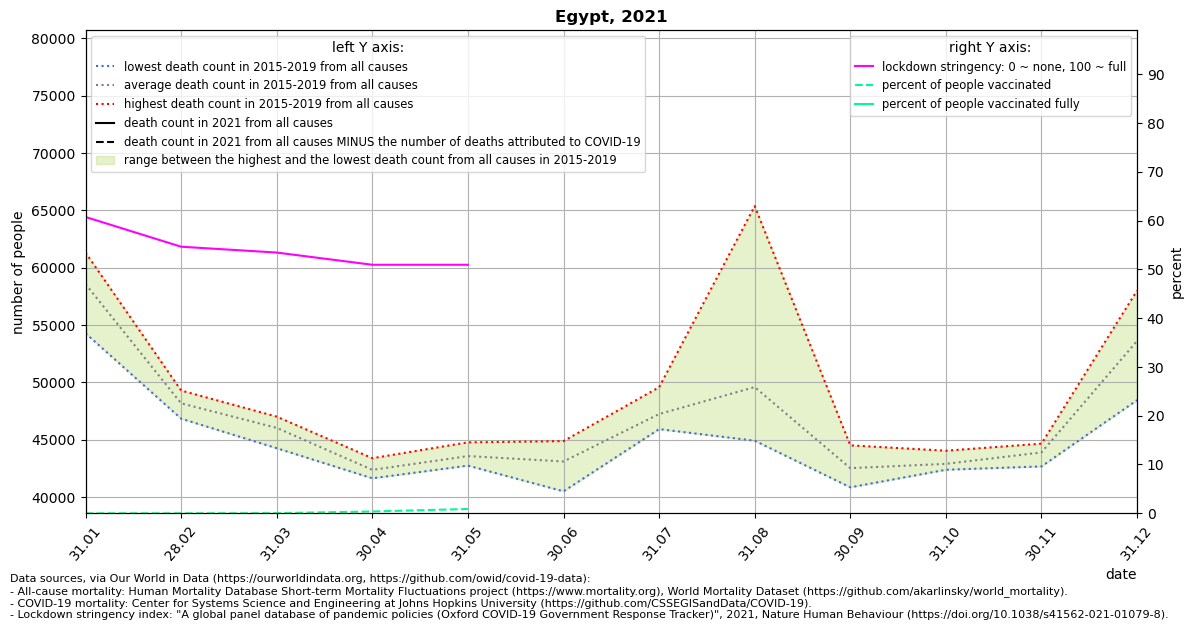 Egypt, 2021
left Y axis:
lowest death count in 2015-2019 from all causes
average death count in 2015-2019 from all causes
highest death count in 2015-2019 from all causes
death count in 2021 from all causes
death count in 2021 from all causes MINUS the number of deaths attributed to COVID-19
range between the highest and the lowest death count from all causes in 2015-2019
right Y axis:
lockdown stringency: 0 ~ none, 100 ~ full
percent of people vaccinated
percent of people vaccinated fully
number of people
80000
75000
70000
65000
60000
55000
50000
45000
40000
percent
90
80
70
60
50
40
30
20
10
0
31.01
28.02
31.03
30.04
31.05
30.06
31.07
31.08
30.09
31.10
30.11
31.12
date
Data sources, via Our World in Data (https://ourworldindata.org, https://github.com/owid/covid-19-data):
- All-cause mortality: Human Mortality Database Short-term Mortality Fluctuations project (https://www.mortality.org), World Mortality Dataset (https://github.com/akarlinsky/world_mortality).
- COVID-19 mortality: Center for Systems Science and Engineering at Johns Hopkins University (https://github.com/CSSEGISandData/COVID-19).
- Lockdown stringency index: "A global panel database of pandemic policies (Oxford COVID-19 Government Response Tracker)", 2021, Nature Human Behaviour (https://doi.org/10.1038/s41562-021-01079-8).